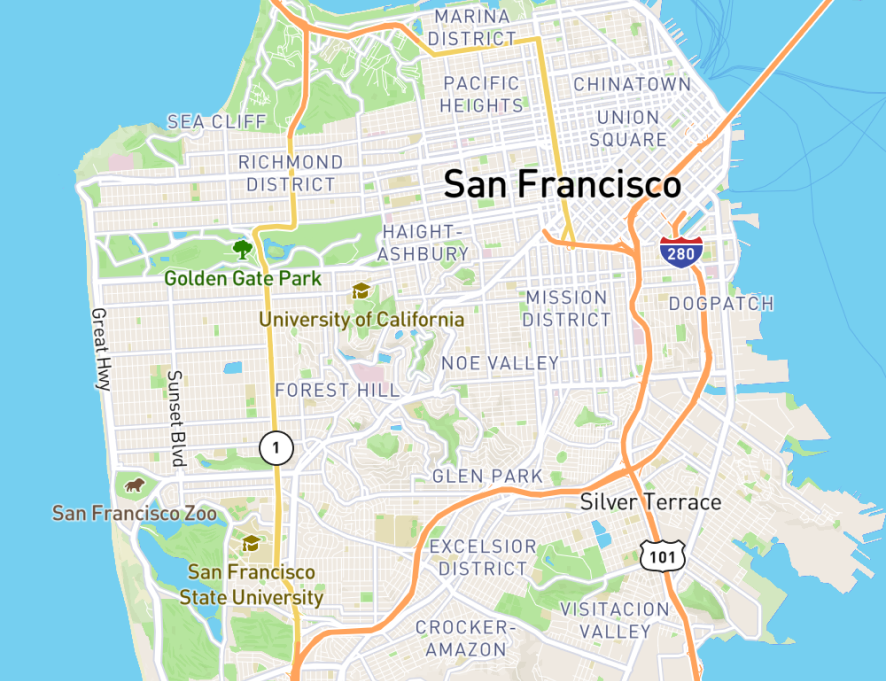 MARINA
DISTRICT
PACIFIC
HEIGHTS
CHINATOWN
SEA CLIFF
UNION
SQUARE
RICHMOND
DISTRICT
San Francisco
HAIGHT-
ASHBURY
280
Golden Gate Park
University of California
MISSION
DISTRICT
DOGPATCH
Great Hwy
NOE VALLEY
Sunset Blvd
FOREST HILL
1
GLEN PARK
San Francisco Zoo
Silver Terrace
EXCELSIOR
DISTRICT
101
San Francisco
State University
VISITACION
VALLEY
CROCKER-
AMAZON